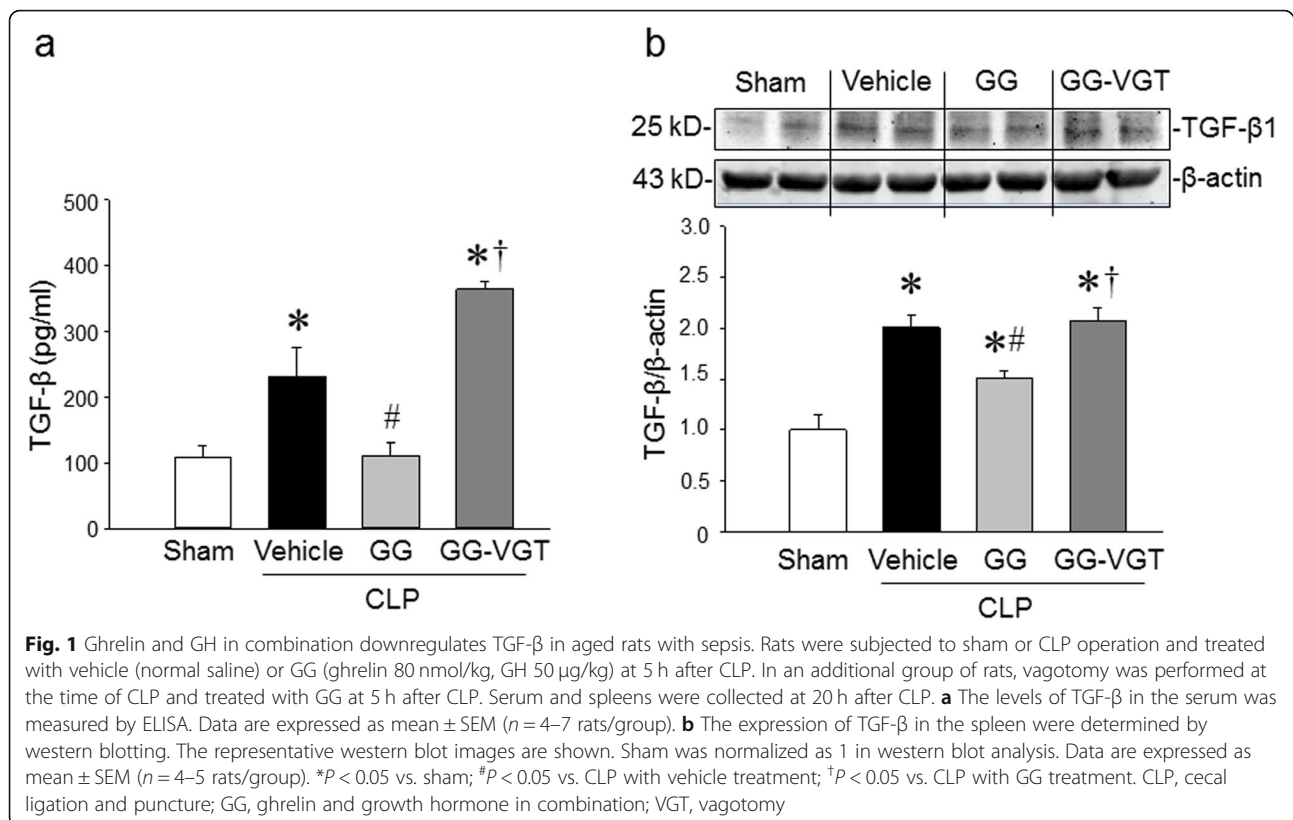 a
500
400
300
200
100
0
TGF-β (pg/ml)
*
#
*†
Sham Vehicle GG GG-VGT
CLP
b
Sham Vehicle GG GG-VGT
25 kD- -TGF-β1
43 kD- -β-actin
3.0
2.5
2.0
1.5
1.0
0.5
0
TGF-β/β-actin
*
*#
*†
Sham Vehicle GG GG-VGT
CLP
Fig. 1 Ghrelin and GH in combination downregulates TGF-β in aged rats with sepsis. Rats were subjected to sham or CLP operation and treated
with vehicle (normal saline) or GG (ghrelin 80 nmol/kg, GH 50 μg/kg) at 5 h after CLP. In an additional group of rats, vagotomy was performed at
the time of CLP and treated with GG at 5 h after CLP. Serum and spleens were collected at 20 h after CLP. a The levels of TGF-β in the serum was
measured by ELISA. Data are expressed as mean ± SEM (n = 4–7 rats/group). b The expression of TGF-β in the spleen were determined by
western blotting. The representative western blot images are shown. Sham was normalized as 1 in western blot analysis. Data are expressed as
mean ± SEM (n = 4–5 rats/group). *P < 0.05 vs. sham; #P < 0.05 vs. CLP with vehicle treatment; †P < 0.05 vs. CLP with GG treatment. CLP, cecal
ligation and puncture; GG, ghrelin and growth hormone in combination; VGT, vagotomy